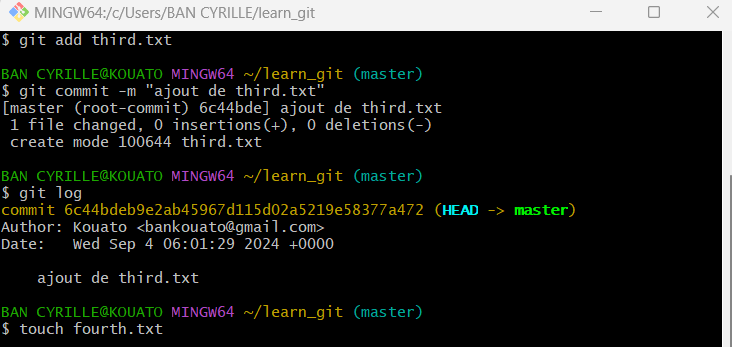 MINGW64:/c/Users/BAN CYRILLE/learn_git
$ git add third.txt
BAN CYRILLE@KOUATO MINGW64 ~/learn_git (master)
$ git commit -m "ajout de third.txt"
[master (root-commit) 6c44bde] ajout de third.txt
 1 file changed, 0 insertions(+), 0 deletions(-)
 create mode 100644 third.txt
BAN CYRILLE@KOUATO MINGW64 ~/learn_git (master)
$ git log
commit 6c44bdeb9e2ab45967d115d02a5219e58377a472 (HEAD -> master)
Author: Kouato <bankouato@gmail.com>
Date:   Wed Sep 4 06:01:29 2024 +0000
    ajout de third.txt
BAN CYRILLE@KOUATO MINGW64 ~/learn_git (master)
$ touch fourth.txt